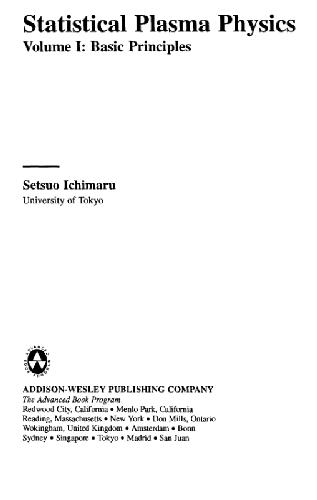 Statistical Plasma Physics
Volume I: Basic Principles
Setsuo Ichimaru
University of Tokyo
ADDISON-WESLEY PUBLISHING COMPANY
The Advanced Book Program
Redwood City, California • Menlo Park, California
Reading, Massachusetts • New York • Don Mills, Ontario
Wokingham, United Kingdom • Amsterdam • Bonn
Sydney • Singapore • Tokyo • Madrid • San Juan